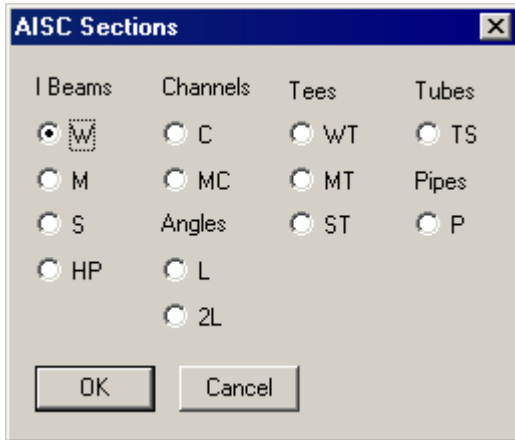 AISC Sections
I Beams Channels Tees Tubes
W C WT TS
M MC MT Pipes
S Angles ST P
HP L
2L
OK Cancel